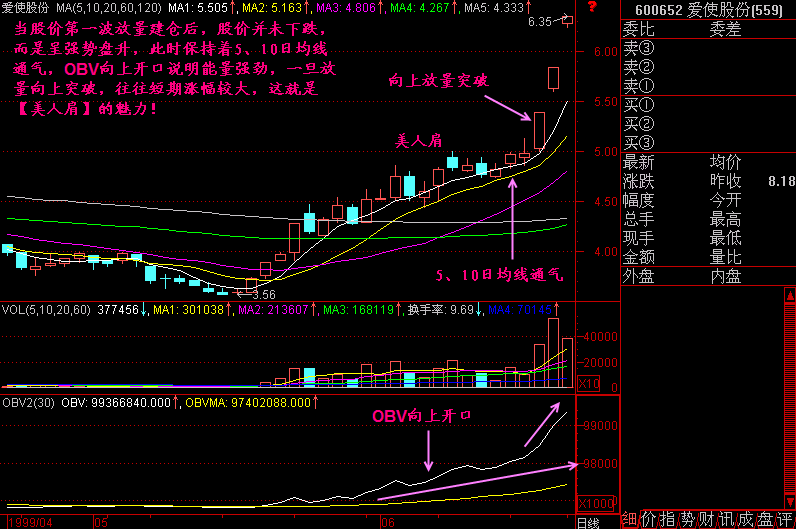 爱使股份 MA(5,10,20,60,120) MA1: 5.505↑, MA2: 5.163↑, MA3: 4.806↑, MA4: 4.267↑, MA5: 4.333↑
?
600652 爱使股份(559)
当股价第一波放量建仓后，股价并未下跌，
而是呈强势盘升，此时保持着5、10日均线
通气，OBV向上开口说明能量强劲，一旦放
量向上突破，往往短期涨幅较大，这就是
【美人肩】的魅力！
6.35
向上放量突破
美人肩
5、10日均线通气
3.56
6.00
5.50
5.00
4.50
4.00
委比 委差
卖③
卖②
卖①
买①
买②
买③
最新 均价
涨跌 昨收 8.18
幅度 今开
总手 最高
现手 最低
金额 量比
外盘 内盘
VOL(5,10,20,60) 377456↓, MA1: 301038↑, MA2: 213607↑, MA3: 168119↑, 换手率: 9.69↓, MA4: 70145↑
40000
20000
0
X10
OBV2(30) OBV: 99366840.000↑, OBVMA: 97402088.000↑
OBV向上开口
99000
98000
X1000
1999/04 05 06 日线
细价指势财讯成盘评